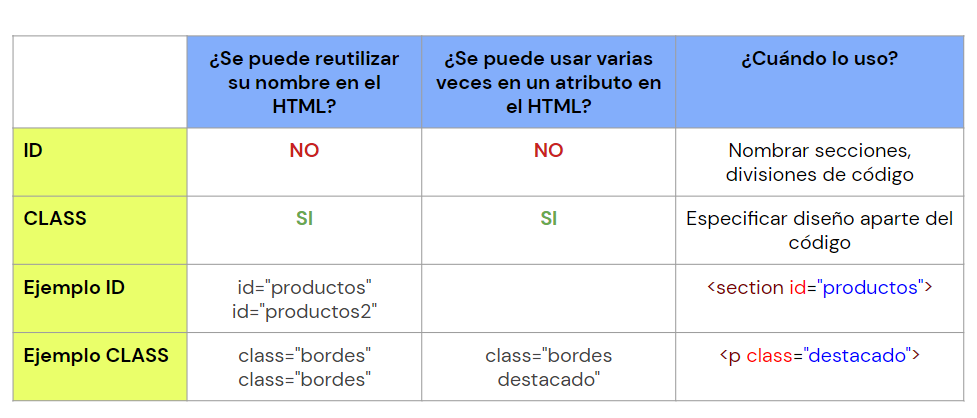 ¿Se puede reutilizar
su nombre en el
HTML?
¿Se puede usar varias
veces en un atributo en
el HTML?
¿Cuándo lo uso?
ID
NO
NO
Nombrar secciones,
divisiones de código
CLASS
SI
SI
Especificar diseño aparte del
código
Ejemplo ID
id="productos"
id="productos2"
<section id="productos">
Ejemplo CLASS
class="bordes"
class="bordes"
class="bordes
destacado"
<p class="destacado">